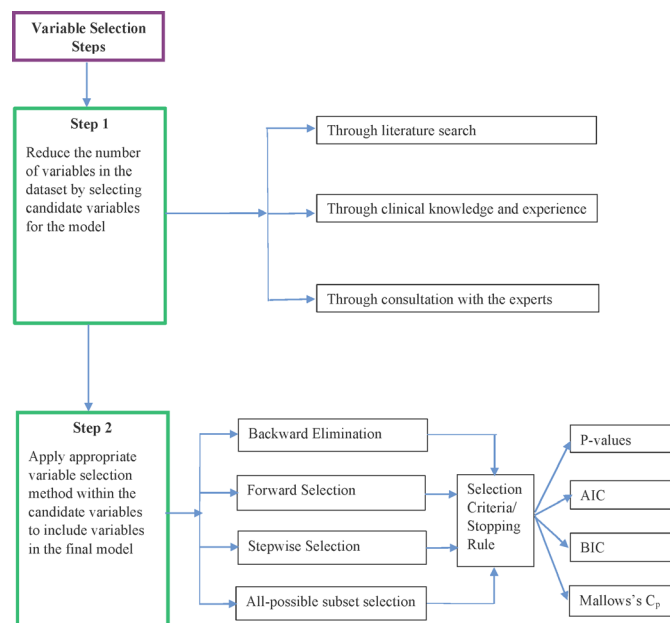 Variable Selection
Steps
Step 1
Reduce the number
of variables in the
dataset by selecting
candidate variables
for the model
Through literature search
Through clinical knowledge and experience
Through consultation with the experts
Step 2
Apply appropriate
variable selection
method within the
candidate variables
to include variables
in the final model
Backward Elimination
Forward Selection
Stepwise Selection
All-possible subset selection
Selection
Criteria/
Stopping
Rule
P-values
AIC
BIC
Mallows's Cp